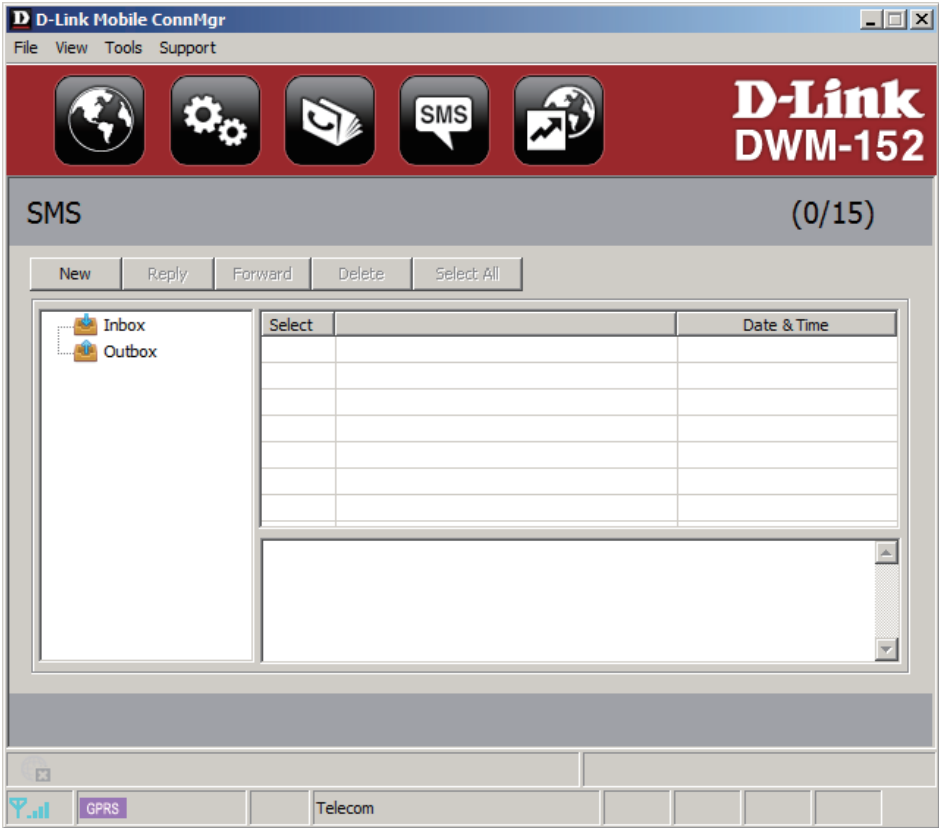 D-Link Mobile ConnMgr
File View Tools Support
SMS
D-Link
DWM-152
SMS (0/15)
New Reply Forward Delete Select All
Inbox
Outbox
Select Date & Time
GPRS Telecom